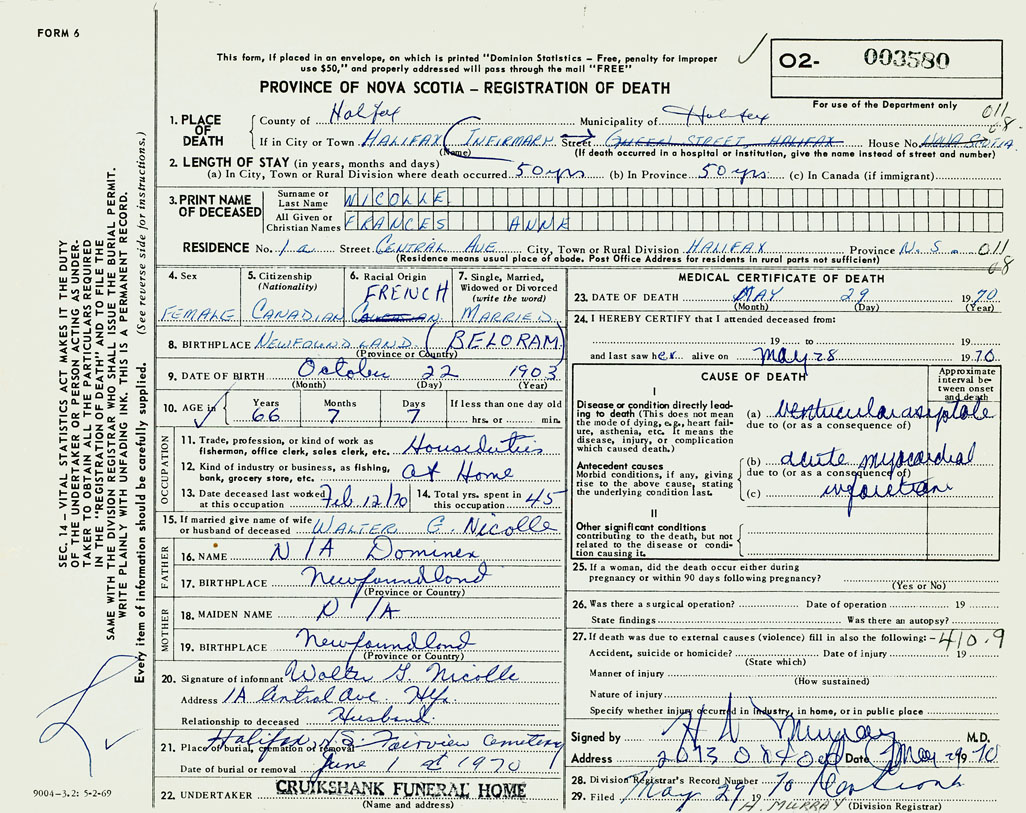 FORM 6
This form, if placed in an envelope, on which is printed "Dominion Statistics – Free, penalty for improper
use $50," and properly addressed will pass through the mail "FREE"
PROVINCE OF NOVA SCOTIA – REGISTRATION OF DEATH
O2- 003580
For use of the Department only
011
08
1. PLACE OF DEATH
County of Halifax Municipality of Halifax
If in City or Town HALIFAX (INFIRMARY Street QUEEN STREET, HALIFAX House No. NOVA SCOTIA
(Name) (If death occurred in a hospital or institution, give the name instead of street and number)
2. LENGTH OF STAY (in years, months and days)
(a) In City, Town or Rural Division where death occurred 50 yrs (b) In Province 50 yrs. (c) In Canada (if immigrant)
3. PRINT NAME OF DECEASED
Surname or Last Name NICOLLE
All Given or Christian Names FRANCES ANNE
RESIDENCE No. 1a Street CENTRAL AVE City, Town or Rural Division HALIFAX Province N.S. 011
(Residence means usual place of abode. Post Office Address for residents in rural parts not sufficient) 08
4. Sex FEMALE
5. Citizenship (Nationality) CANADIAN
6. Racial Origin FRENCH
7. Single, Married, Widowed or Divorced (write the word) MARRIED
8. BIRTHPLACE NEWFOUNDLAND (BELORAM)
(Province or Country)
9. DATE OF BIRTH October 22 1903
(Month) (Day) (Year)
10. AGE in Years 66 Months 7 Days 7 If less than one day old hrs. or min.
OCCUPATION
11. Trade, profession, or kind of work as fisherman, office clerk, sales clerk, etc. Houseduties
12. Kind of industry or business, as fishing, bank, grocery store, etc. at Home
13. Date deceased last worked at this occupation Feb 12/70
14. Total yrs. spent in this occupation 45
15. If married give name of wife or husband of deceased WALTER G. Nicolle
FATHER
16. NAME N/A Dominex
17. BIRTHPLACE Newfoundland
(Province or Country)
MOTHER
18. MAIDEN NAME N/A
19. BIRTHPLACE Newfoundland
(Province or Country)
20. Signature of informant Walter G. Nicolle
Address 1A Central Ave. Hfx.
Relationship to deceased Husband.
21. Place of burial, cremation or removal Halifax N.S. Fairview Cemetery
Date of burial or removal June 1 1970
22. UNDERTAKER CRUIKSHANK FUNERAL HOME
(Name and address)
MEDICAL CERTIFICATE OF DEATH
23. DATE OF DEATH MAY 29 1970
(Month) (Day) (Year)
24. I HEREBY CERTIFY that I attended deceased from:
19 to
and last saw her alive on May 28 1970
CAUSE OF DEATH
Approximate interval between onset and death
I
Disease or condition directly leading to death (This does not mean the mode of dying, e.g., heart failure, asthenia, etc. It means the disease, injury, or complication which caused death.)
(a) Ventricular asystole
due to (or as a consequence of)
Antecedent causes
Morbid conditions, if any, giving rise to the above cause, stating the underlying condition last.
(b) acute myocardial
due to (or as a consequence of)
(c) infarction
II
Other significant conditions contributing to the death, but not related to the disease or condition causing it.
25. If a woman, did the death occur either during pregnancy or within 90 days following pregnancy?
(Yes or No)
26. Was there a surgical operation? Date of operation 19
State findings Was there an autopsy?
27. If death was due to external causes (violence) fill in also the following: – 410.9
Accident, suicide or homicide? Date of injury 19
(State which)
Manner of injury
(How sustained)
Nature of injury
Specify whether injury occurred in industry, in home, or in public place
Signed by H N Murray M.D.
Address 2073 Oxford Date May 29 1970
28. Division Registrar's Record Number
29. Filed May 29 1970
H. MURRAY (Division Registrar)
SEC. 14 – VITAL STATISTICS ACT MAKES IT THE DUTY
OF THE UNDERTAKER OR PERSON ACTING AS UNDER-
TAKER TO OBTAIN ALL THE PARTICULARS REQUIRED
IN THE "REGISTRATION OF DEATH" AND TO FILE THE
SAME WITH THE DIVISION REGISTRAR WHO SHALL ISSUE THE BURIAL PERMIT.
WRITE PLAINLY WITH UNFADING INK. THIS IS A PERMANENT RECORD.
Every item of information should be carefully supplied. (See reverse side for instructions.)
9004-3.2: 5-2-69